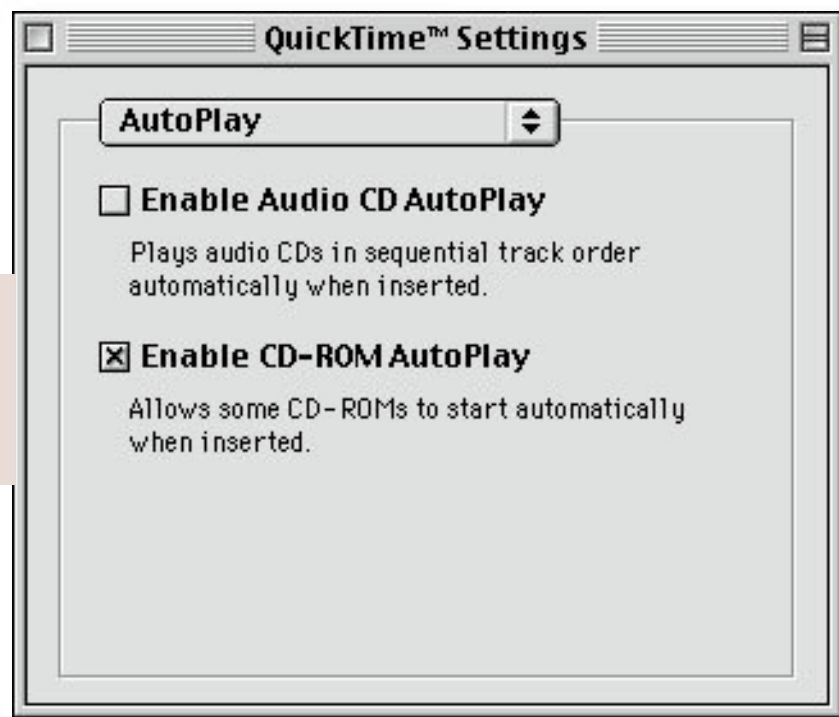 QuickTime™ Settings
AutoPlay
Enable Audio CD AutoPlay
Plays audio CDs in sequential track order
automatically when inserted.
Enable CD-ROM AutoPlay
Allows some CD-ROMs to start automatically
when inserted.